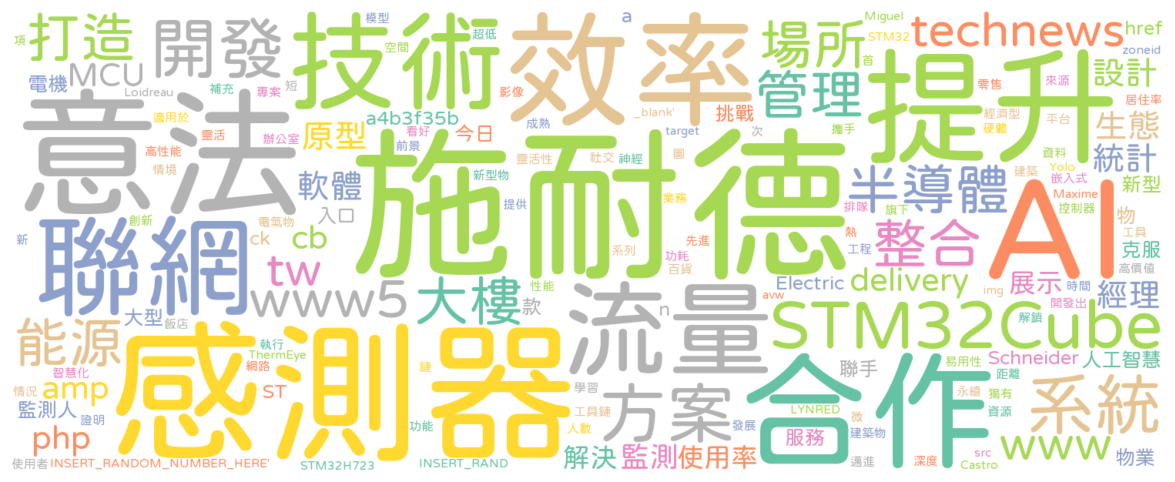 項
打造
開發
技術
模型
空間
超低
效率
a
場所
Miguel
STM32
首
technews
href
zoneid
電機
MCU
Loidreau
補充
專案
短
影像
_blank'
挑戰
管理
提升
零售
來源
設計
居住率
意法
適用於
靈活
辦公室
原型
a4b3f35b
看好
前景
今日
成熟
target
次
攜手
經濟型
硬體
平台
生態
高性能
情境
軟體
施耐德
靈活性
社交
神經
圖
新型物
提供
業務
半導體
排隊
旗下
建築
資料
Yolo
嵌入式
統計
Maxime
控制器
新型
物
工具
新
創新
聯網
電氣物
ck
入口
cb
系列
功耗
百貨
先進
整合
熱
工程
AI
克服
高價值
tw
www5
大樓
款
性能
流量
n
avw
Electric
delivery
展示
img
開發出
時間
經理
大型
飯店
能源
感測器
執行
ThermEye
網路
STM32Cube
解鎖
智慧化
情況
amp
ST
鏈
學習
方案
合作
聯手
Schneider
易用性
距離
人工智慧
監測人
證明
功能
工具鏈
人數
發展
LYNRED
微
建築物
服務
永續
獨有
資源
系統
php
使用者
INSERT_RANDOM_NUMBER_HERE'
STM32H723
INSERT_RAND
解決
監測
使用率
邁進
深度
src
Castro
www
物業